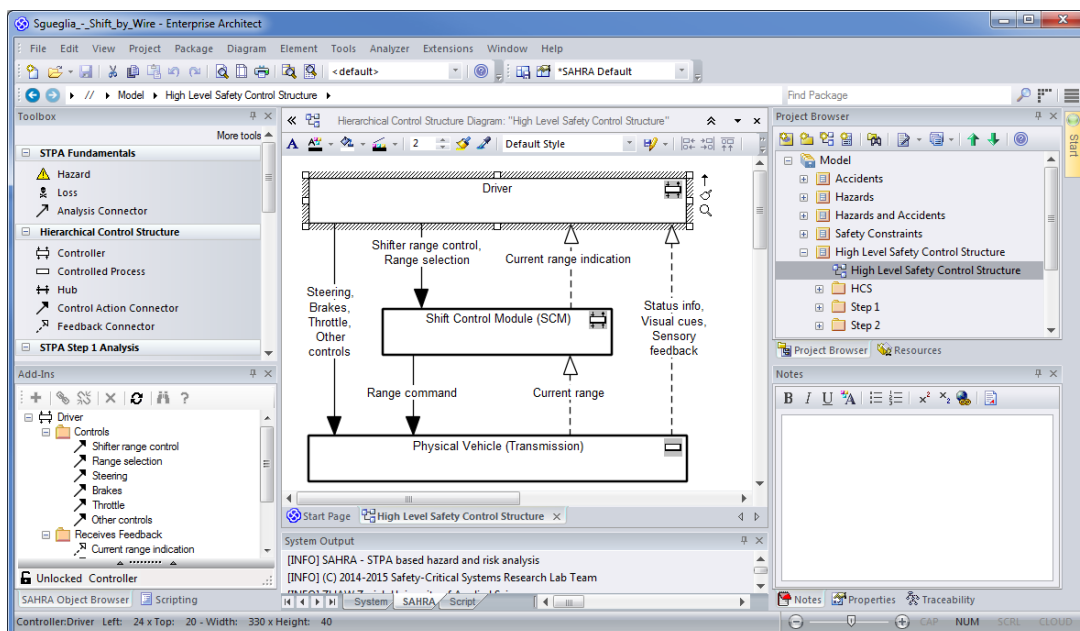 Sgueglia_-_Shift_by_Wire - Enterprise Architect
File Edit View Project Package Diagram Element Tools Analyzer Extensions Window Help
<default>
*SAHRA Default
// Model High Level Safety Control Structure
Find Package
Toolbox
More tools
STPA Fundamentals
Hazard
Loss
Analysis Connector
Hierarchical Control Structure
Controller
Controlled Process
Hub
Control Action Connector
Feedback Connector
STPA Step 1 Analysis
Add-Ins
Driver
Controls
Shifter range control
Range selection
Steering
Brakes
Throttle
Other controls
Receives Feedback
Current range indication
Unlocked Controller
SAHRA Object Browser
Scripting
Hierarchical Control Structure Diagram: "High Level Safety Control Structure"
A
2
Default Style
Driver
Shifter range control,
Range selection
Current range indication
Steering,
Brakes,
Throttle,
Other
controls
Status info,
Visual cues,
Sensory
feedback
Shift Control Module (SCM)
Range command
Current range
Physical Vehicle (Transmission)
Start Page
High Level Safety Control Structure
System Output
[INFO] SAHRA - STPA based hazard and risk analysis
[INFO] (C) 2014-2015 Safety-Critical Systems Research Lab Team
System
SAHRA
Script
Project Browser
Model
Accidents
Hazards
Hazards and Accidents
Safety Constraints
High Level Safety Control Structure
High Level Safety Control Structure
HCS
Step 1
Step 2
Project Browser
Resources
Notes
B I U A
x² x₂
Notes
Properties
Traceability
Start
Controller:Driver Left: 24 x Top: 20 - Width: 330 x Height: 40
CAP NUM SCRL CLOUD